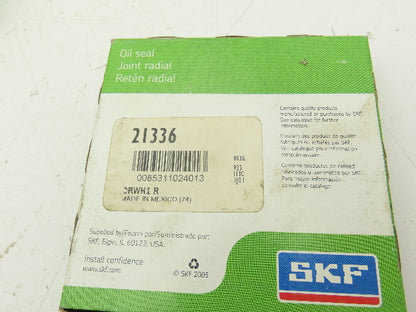 Oil seal
Joint radial
Retén radial
21336
0085311024013
CRWH1 R
MADE IN MEXICO (74)
Supplied by/Fourni par/Suministrado por:
SKF, Elgin, IL 60123, USA.
Install confidence
www.skf.com
© SKF 2005
Contains quality products
manufactured or purchased by SKF.
See catalogue for further
information.
Contient des produits de qualité
fabriqués ou achetés par SKF.
Voir catalogue pour information
Contiene productos de calidad
fabricados o comprados por SKF.
Para mayor información
consultar el catálogo.
SKF